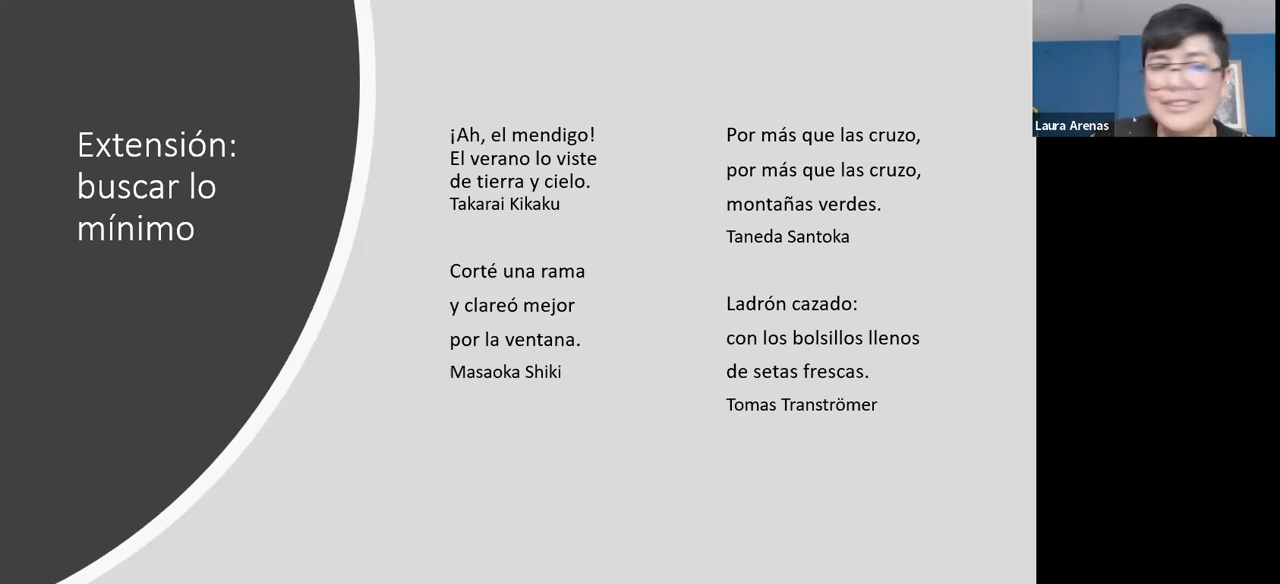 Extensión:
buscar lo
mínimo
¡Ah, el mendigo!
El verano lo viste
de tierra y cielo.
Takarai Kikaku
Corté una rama
y clareó mejor
por la ventana.
Masaoka Shiki
Por más que las cruzo,
por más que las cruzo,
montañas verdes.
Taneda Santoka
Ladrón cazado:
con los bolsillos llenos
de setas frescas.
Tomas Tranströmer
Laura Arenas